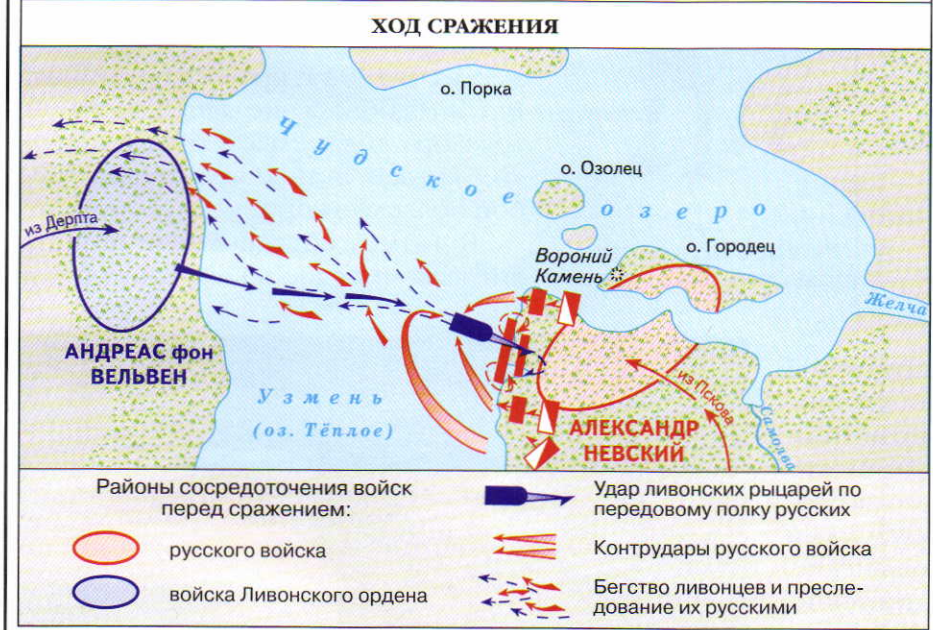 ХОД СРАЖЕНИЯ
о. Порка
Чудское озеро
о. Озолец
о. Городец
Вороний
Камень
Желча
из Дерпта
АНДРЕАС фон
ВЕЛЬВЕН
Узмень
(оз. Тёплое)
из Пскова
Самолва
АЛЕКСАНДР
НЕВСКИЙ
Районы сосредоточения войск
перед сражением:
русского войска
войска Ливонского ордена
Удар ливонских рыцарей по
передовому полку русских
Контрудары русского войска
Бегство ливонцев и пресле-
дование их русскими